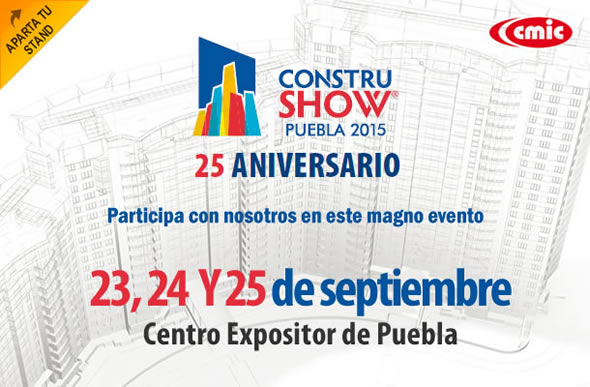 APARTA TU
STAND
cmic
CONSTRU
SHOW®
PUEBLA 2015
25 ANIVERSARIO
Participa con nosotros en este magno evento
23, 24 Y 25 de septiembre
Centro Expositor de Puebla